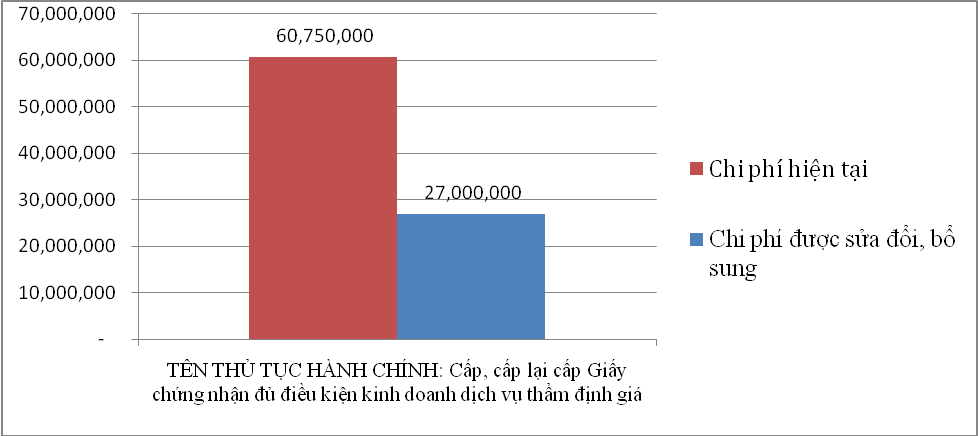 70,000,000
60,000,000
50,000,000
40,000,000
30,000,000
20,000,000
10,000,000
-
60,750,000
27,000,000
Chi phí hiện tại
Chi phí được sửa đổi, bổ
sung
TÊN THỦ TỤC HÀNH CHÍNH: Cấp, cấp lại cấp Giấy
chứng nhận đủ điều kiện kinh doanh dịch vụ thẩm định giá